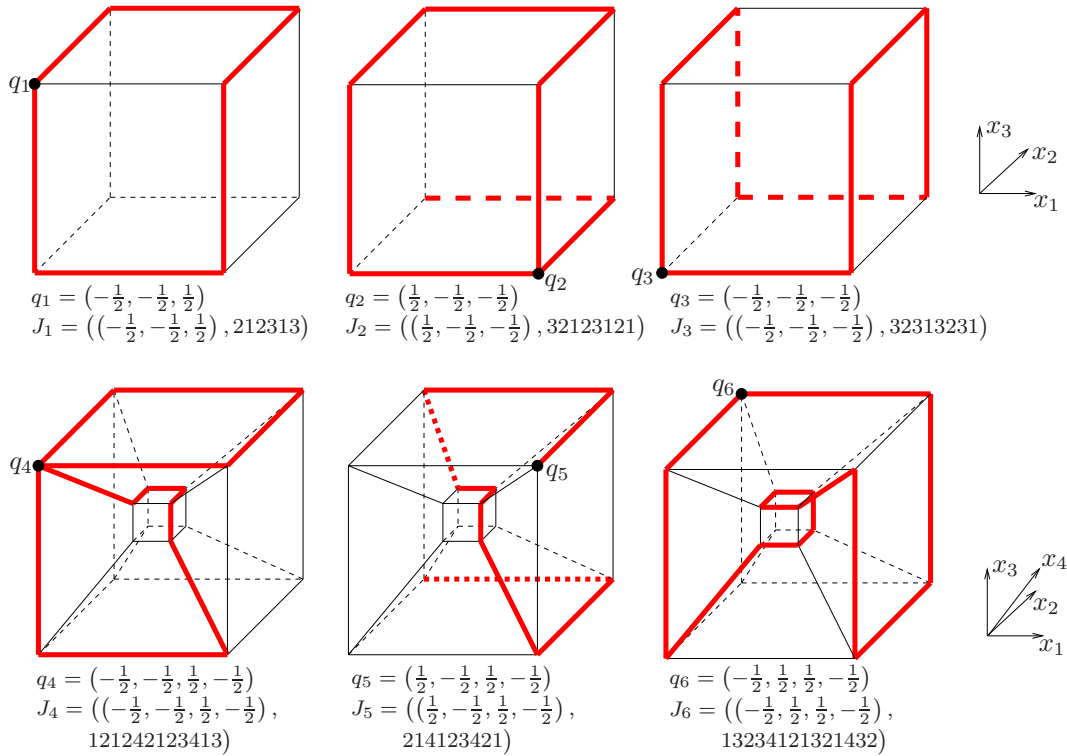 q₁
q₂
q₃
x₃
x₂
x₁
q₁ = (−½, −½, ½)
J₁ = ((−½, −½, ½), 212313)
q₂ = (½, −½, −½)
J₂ = ((½, −½, −½), 32123121)
q₃ = (−½, −½, −½)
J₃ = ((−½, −½, −½), 32313231)
q₄
q₅
q₆
x₃
x₄
x₂
x₁
q₄ = (−½, −½, ½, −½)
J₄ = ((−½, −½, ½, −½),
121242123413)
q₅ = (½, −½, ½, −½)
J₅ = ((½, −½, ½, −½),
214123421)
q₆ = (−½, ½, ½, −½)
J₆ = ((−½, ½, ½, −½),
13234121321432)